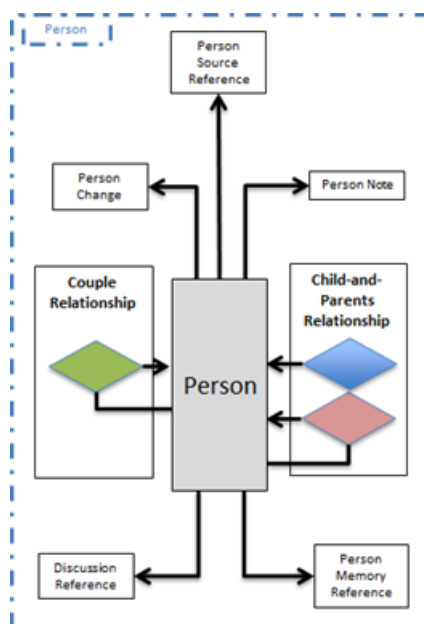 Person
Person
Source
Reference
Person
Change
Person Note
Couple
Relationship
Child-and-
Parents
Relationship
Person
Discussion
Reference
Person
Memory
Reference